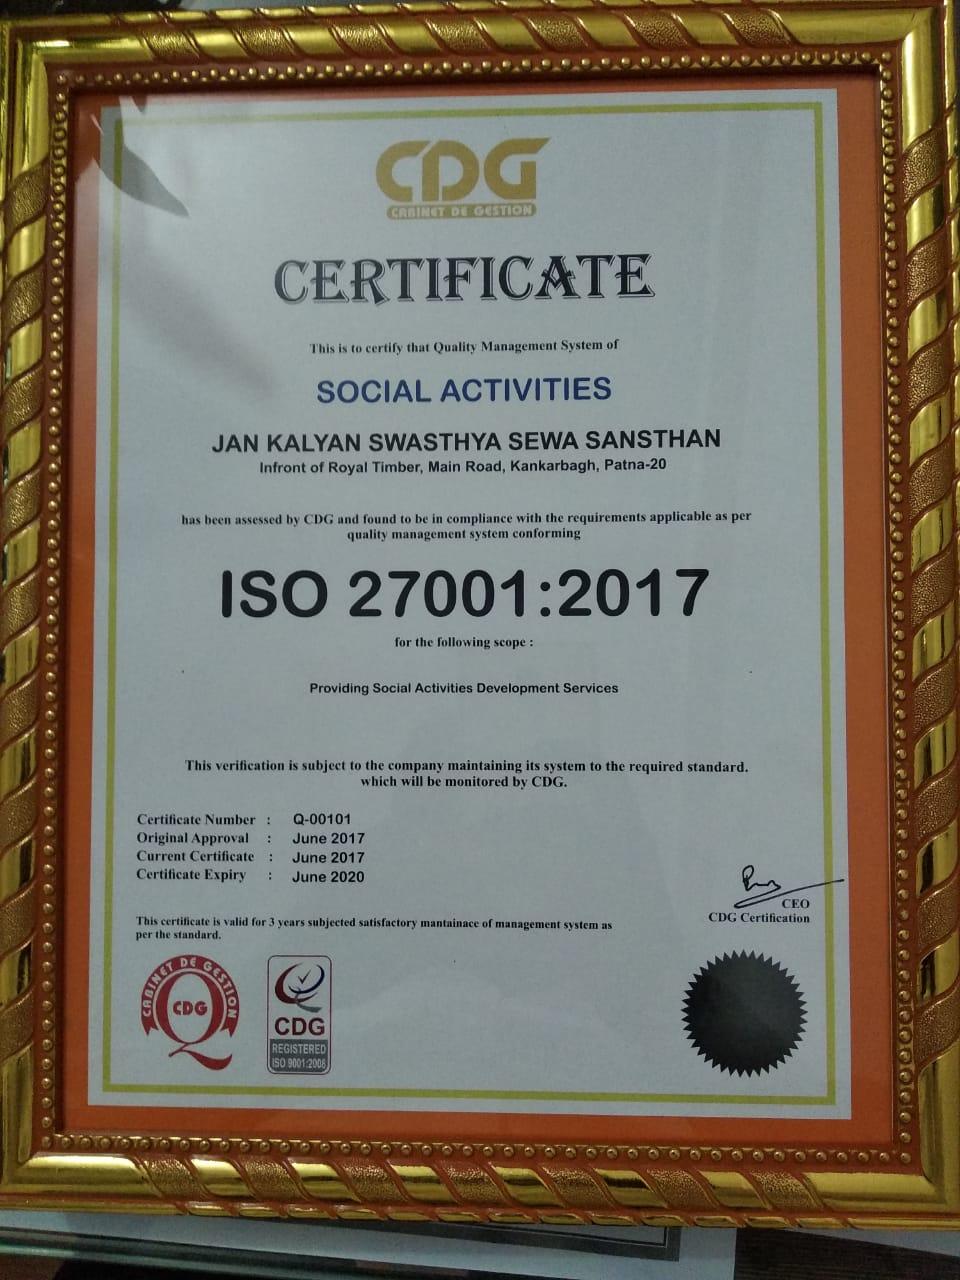 CDG
CABINET DE GESTION
CERTIFICATE
This is to certify that Quality Management System of
SOCIAL ACTIVITIES
JAN KALYAN SWASTHYA SEWA SANSTHAN
Infront of Royal Timber, Main Road, Kankarbagh, Patna-20
has been assessed by CDG and found to be in compliance with the requirements applicable as per
quality management system conforming
ISO 27001:2017
for the following scope :
Providing Social Activities Development Services
This verification is subject to the company maintaining its system to the required standard.
which will be monitored by CDG.
Certificate Number : Q-00101
Original Approval : June 2017
Current Certificate : June 2017
Certificate Expiry : June 2020
CEO
CDG Certification
This certificate is valid for 3 years subjected satisfactory mantainace of management system as
per the standard.
CABINET DE GESTION
CDG
CDG
REGISTERED
ISO 9001:2008